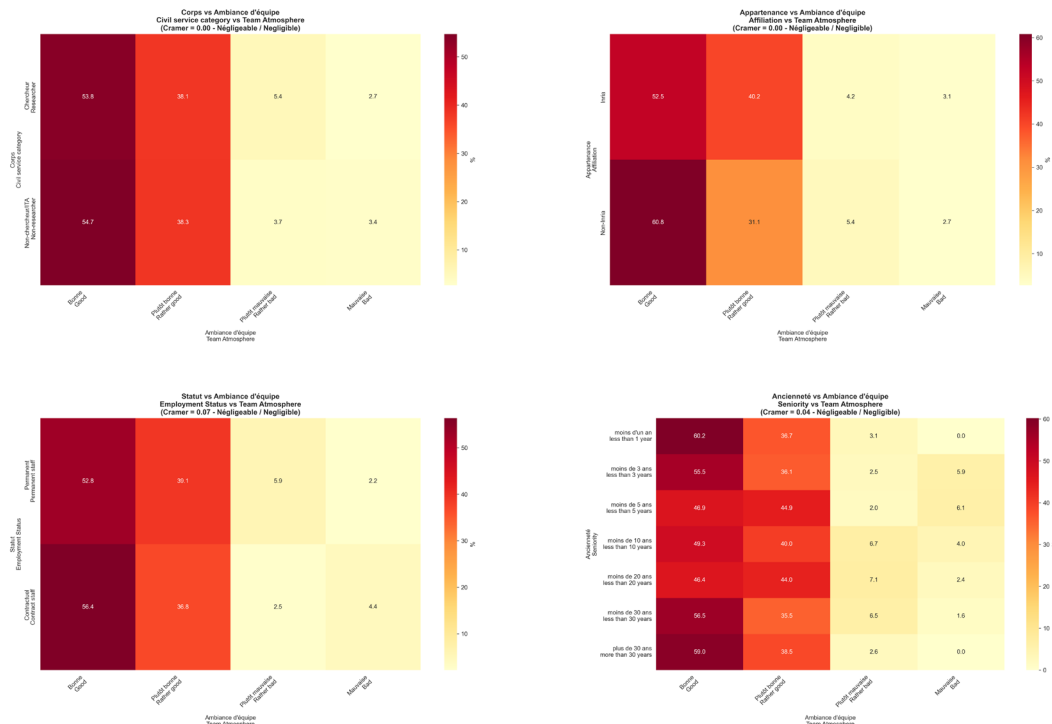 Corps vs Ambiance d'équipe
Civil service category vs Team Atmosphere
(Cramer = 0.00 - Négligeable / Negligible)
Corps
Civil service category
Chercheur
Researcher
Non-chercheur/ITA
Non-researcher
53.8 38.1 5.4 2.7
54.7 38.3 3.7 3.4
Bonne
Good
Plutôt bonne
Rather good
Plutôt mauvaise
Rather bad
Mauvaise
Bad
Ambiance d'équipe
Team Atmosphere
50
40
30
20
10
%
Appartenance vs Ambiance d'équipe
Affiliation vs Team Atmosphere
(Cramer = 0.00 - Négligeable / Negligible)
Appartenance
Affiliation
Inria
Non-Inria
52.5 40.2 4.2 3.1
60.8 31.1 5.4 2.7
Bonne
Good
Plutôt bonne
Rather good
Plutôt mauvaise
Rather bad
Mauvaise
Bad
Ambiance d'équipe
Team Atmosphere
60
50
40
30
20
10
%
Statut vs Ambiance d'équipe
Employment Status vs Team Atmosphere
(Cramer = 0.07 - Négligeable / Negligible)
Statut
Employment Status
Permanent
Permanent staff
Contractuel
Contract staff
52.8 39.1 5.9 2.2
56.4 36.8 2.5 4.4
Bonne
Good
Plutôt bonne
Rather good
Plutôt mauvaise
Rather bad
Mauvaise
Bad
Ambiance d'équipe
Team Atmosphere
50
40
30
20
10
%
Ancienneté vs Ambiance d'équipe
Seniority vs Team Atmosphere
(Cramer = 0.04 - Négligeable / Negligible)
Ancienneté
Seniority
moins d'un an
less than 1 year
60.2 36.7 3.1 0.0
moins de 3 ans
less than 3 years
55.5 36.1 2.5 5.9
moins de 5 ans
less than 5 years
46.9 44.9 2.0 6.1
moins de 10 ans
less than 10 years
49.3 40.0 6.7 4.0
moins de 20 ans
less than 20 years
46.4 44.0 7.1 2.4
moins de 30 ans
less than 30 years
56.5 35.5 6.5 1.6
plus de 30 ans
more than 30 years
59.0 38.5 2.6 0.0
Bonne
Good
Plutôt bonne
Rather good
Plutôt mauvaise
Rather bad
Mauvaise
Bad
Ambiance d'équipe
Team Atmosphere
60
50
40
30
20
10
0
%